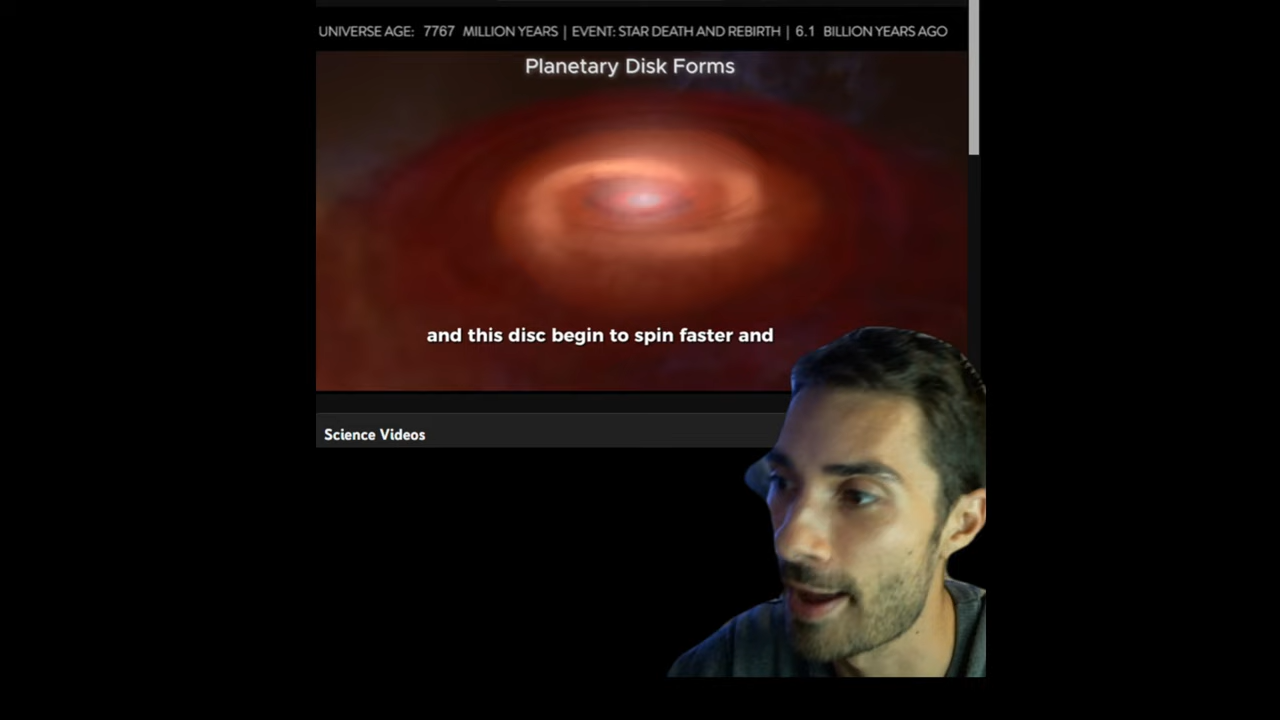 UNIVERSE AGE: 7767 MILLION YEARS | EVENT: STAR DEATH AND REBIRTH | 6.1 BILLION YEARS AGO
Planetary Disk Forms
and this disc begin to spin faster and
Science Videos